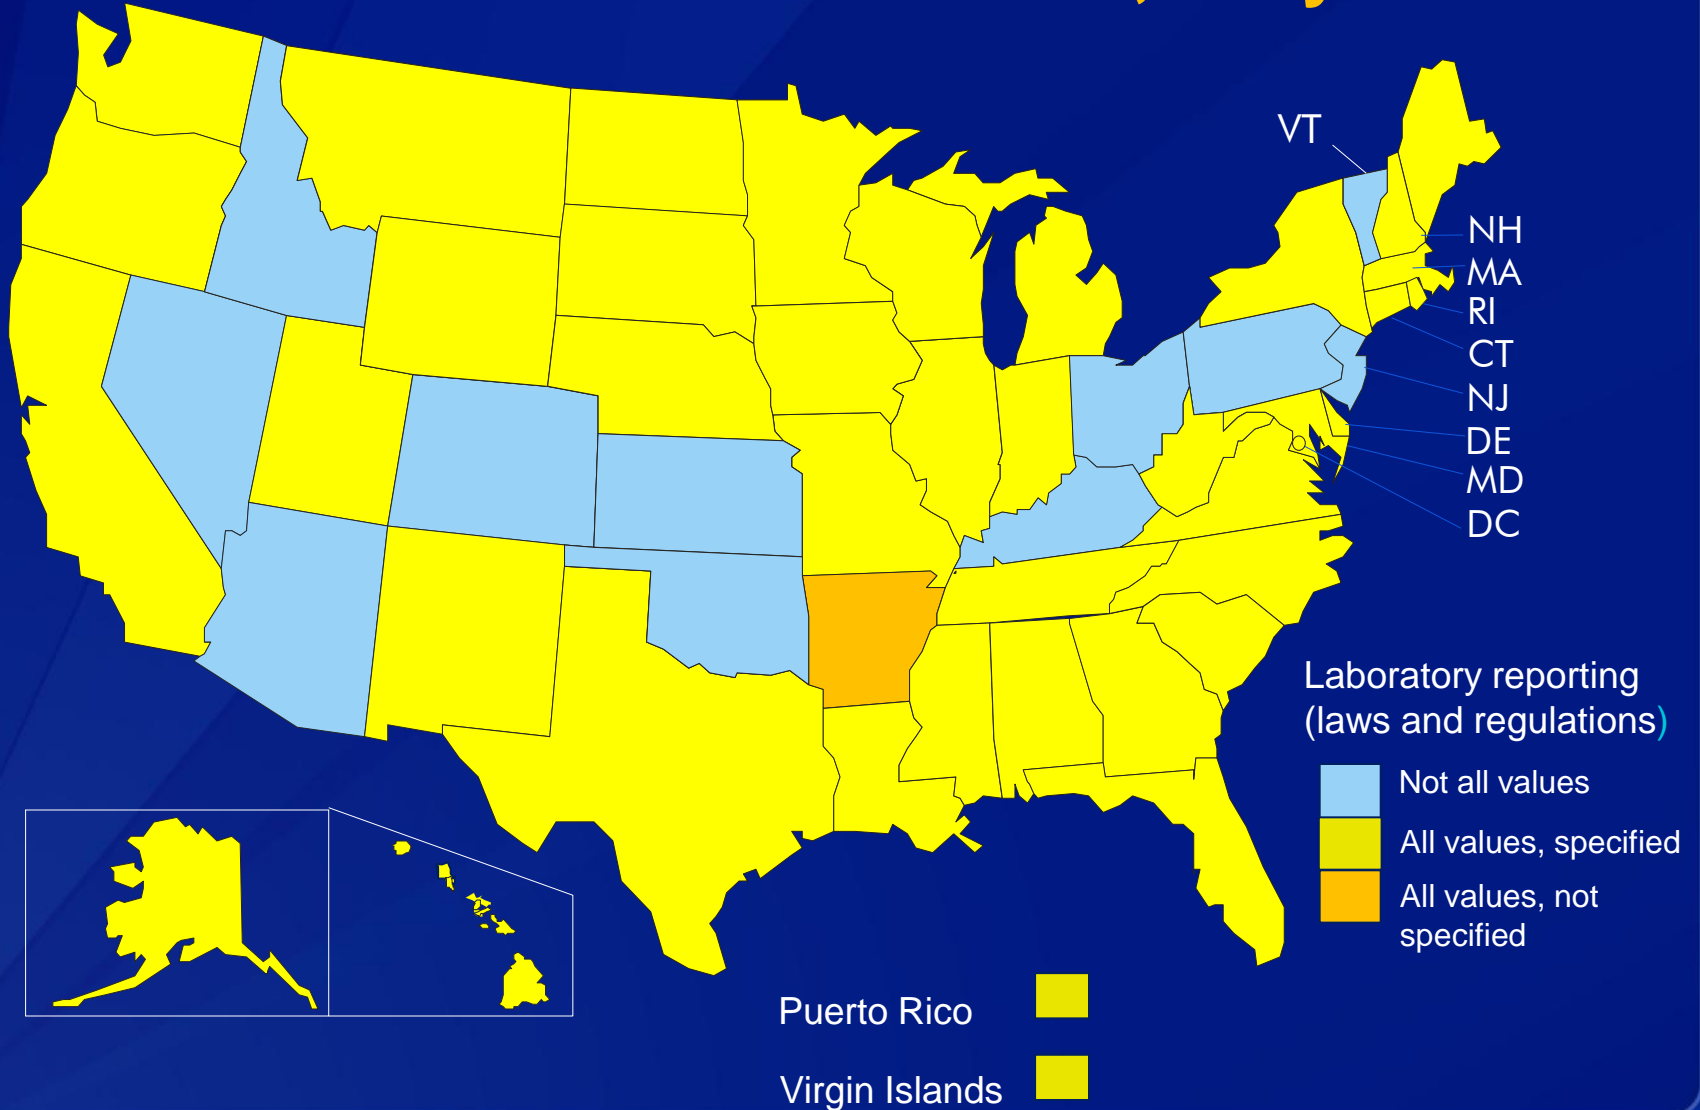 VT
NH
MA
RI
CT
NJ
DE
MD
DC
Laboratory reporting
(laws and regulations)
Not all values
All values, specified
All values, not
specified
Puerto Rico
Virgin Islands